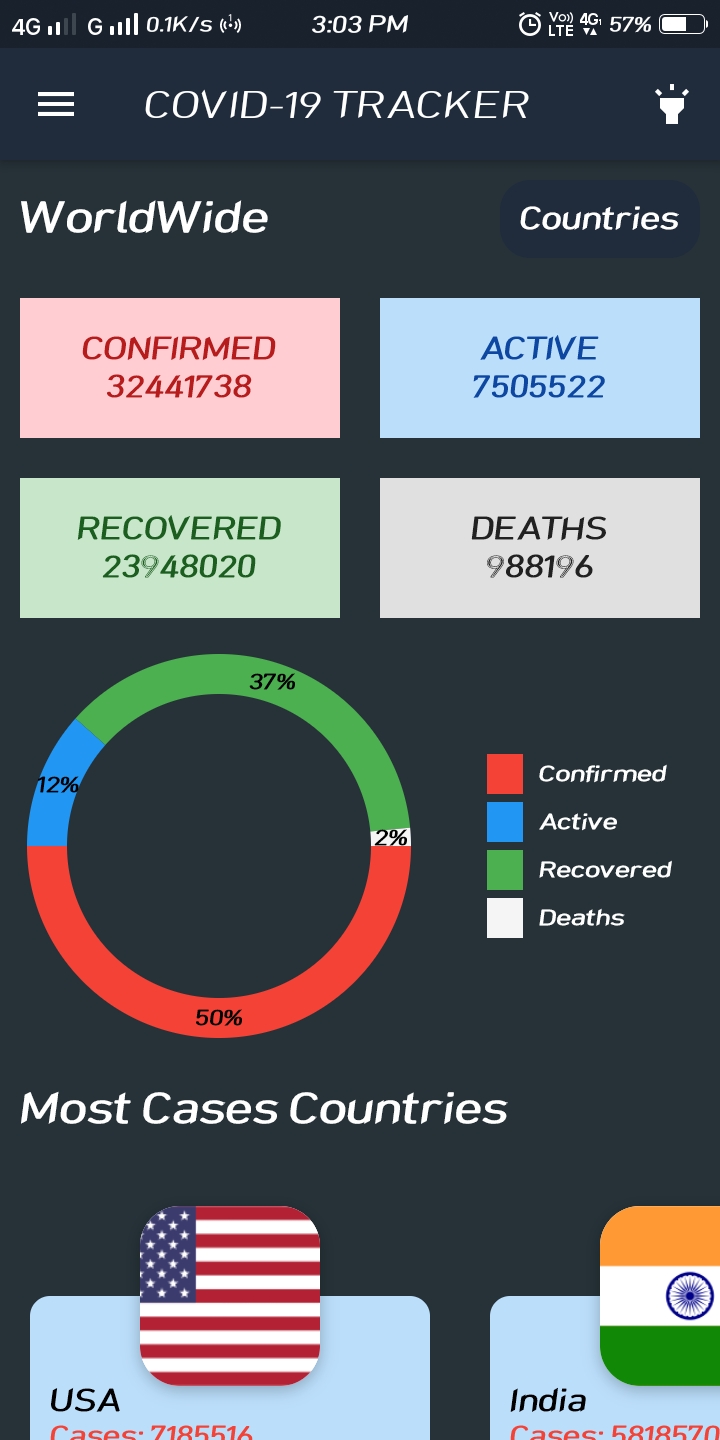 4G G 0.1K/s 3:03 PM Vo)) LTE 4G 57%
COVID-19 TRACKER
WorldWide Countries
CONFIRMED ACTIVE
32441738 7505522
RECOVERED DEATHS
23948020 988196
37%
12%
2%
50%
Confirmed
Active
Recovered
Deaths
Most Cases Countries
USA India
Cases: 7185516 Cases: 5818570